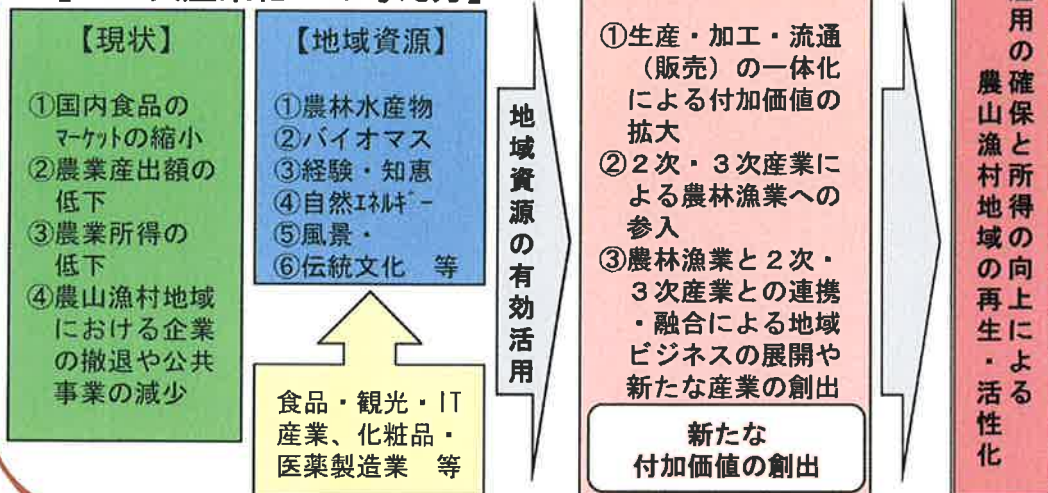 【現状】
①国内食品の
マーケットの縮小
②農業産出額の
低下
③農業所得の
低下
④農山漁村地域
における企業
の撤退や公共
事業の減少
【地域資源】
①農林水産物
②バイオマス
③経験・知恵
④自然エネルギー
⑤風景・
⑥伝統文化 等
食品・観光・IT
産業、化粧品・
医薬製造業 等
地域資源の有効活用
①生産・加工・流通
(販売)の一体化
による付加価値の
拡大
②2次・3次産業に
よる農林漁業への
参入
③農林漁業と2次・
3次産業との連携
・融合による地域
ビジネスの展開や
新たな産業の創出
新たな
付加価値の創出
用の確保と所得の向上による
農山漁村地域の再生・活性化